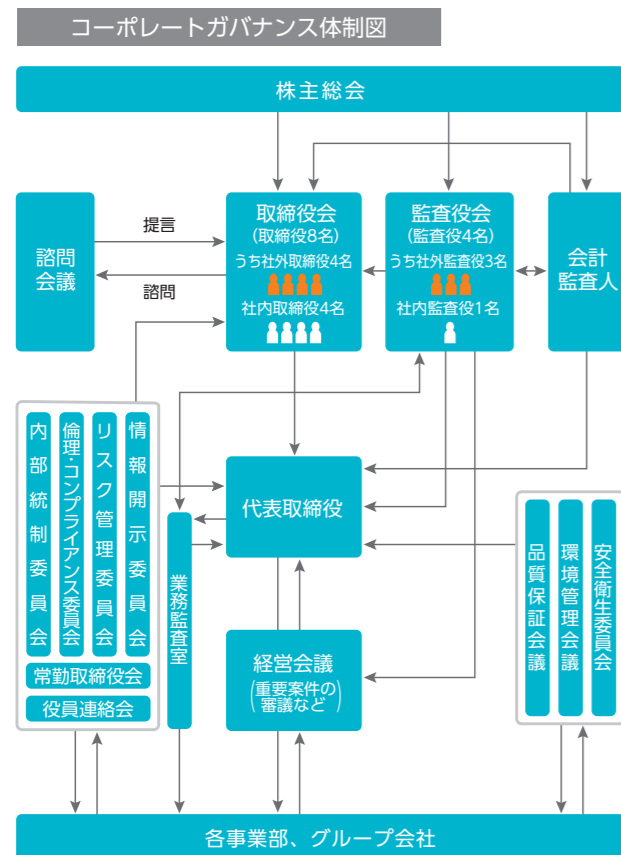 コーポレートガバナンス体制図
株主総会
諮問
会議
提言
諮問
取締役会
(取締役8名)
うち社外取締役4名
社内取締役4名
監査役会
(監査役4名)
うち社外監査役3名
社内監査役1名
会計
監査人
内部統制委員会
倫理・コンプライアンス委員会
リスク管理委員会
情報開示委員会
常勤取締役会
役員連絡会
業務監査室
代表取締役
経営会議
(重要案件の
審議など)
品質保証会議
環境管理会議
安全衛生委員会
各事業部、グループ会社